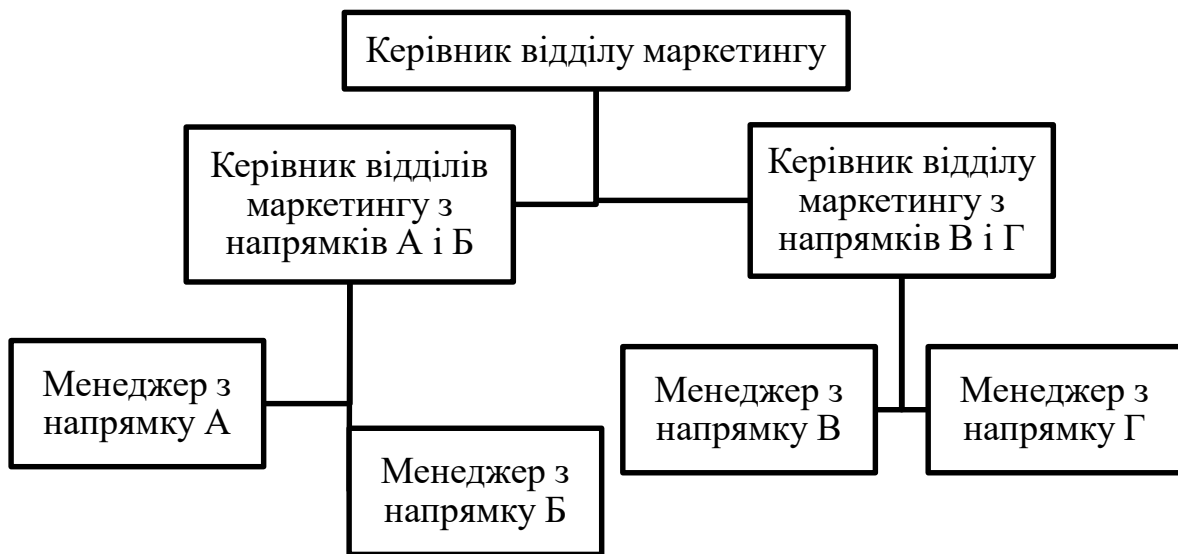 Керівник відділу маркетингу
Керівник відділів
маркетингу з
напрямків А і Б
Керівник відділу
маркетингу з
напрямків В і Г
Менеджер з
напрямку А
Менеджер з
напрямку Б
Менеджер з
напрямку В
Менеджер з
напрямку Г